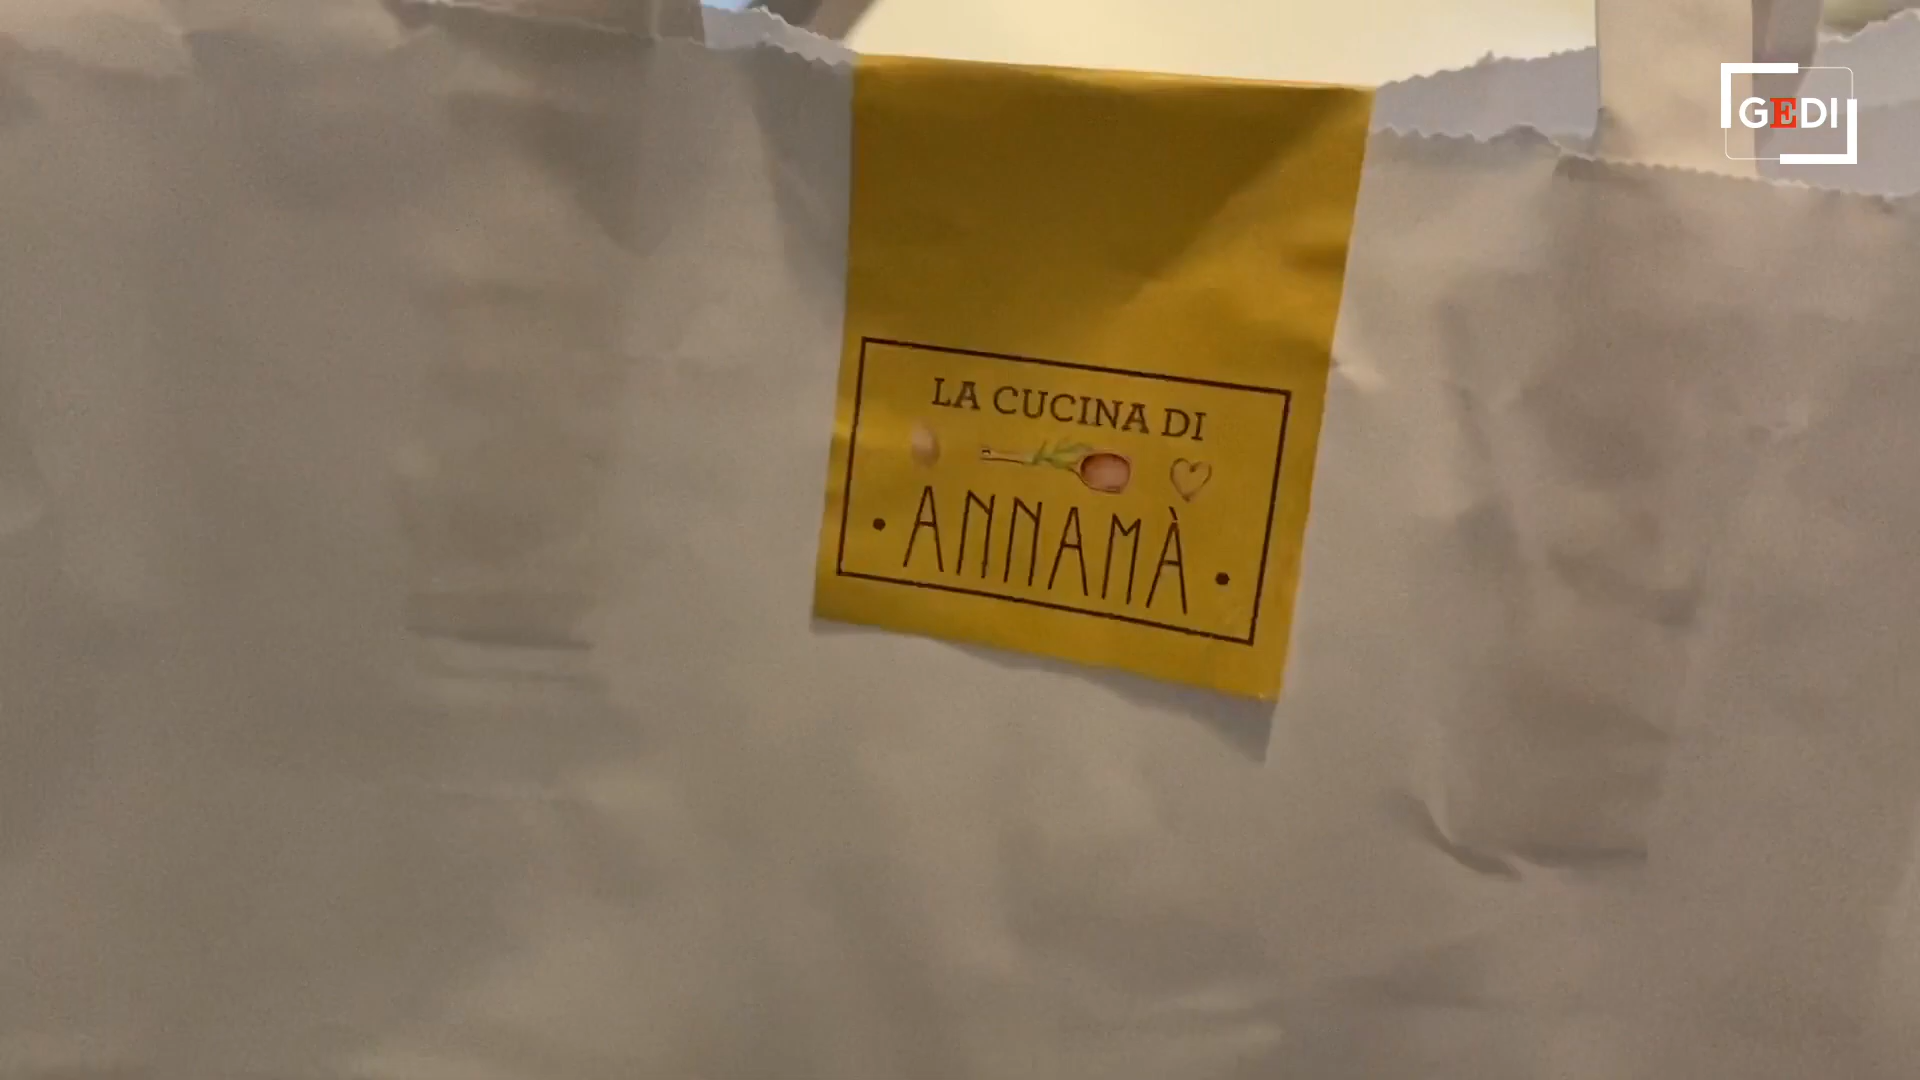 GEDI
LA CUCINA DI
• ANNAMÀ •